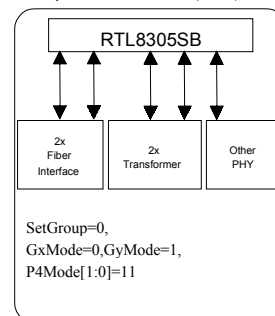 RTL8305SB
2x
Fiber
Interface
2x
Transformer
Other
PHY
SetGroup=0,
GxMode=0,GyMode=1,
P4Mode[1:0]=11